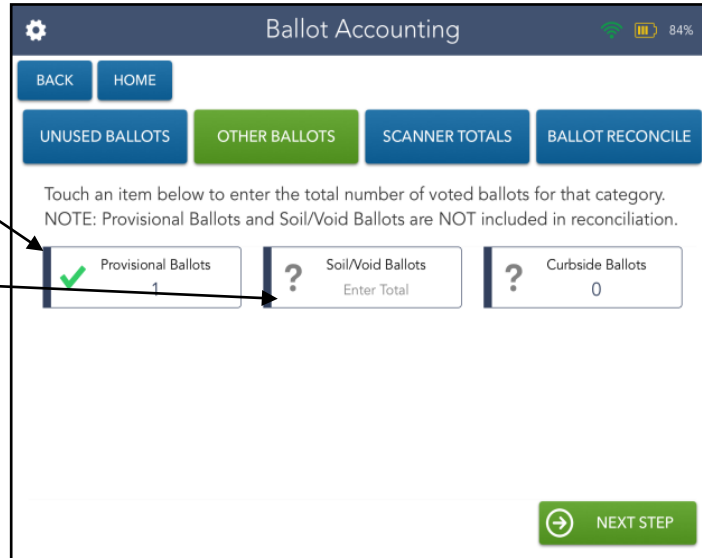 Ballot Accounting
84%
BACK
HOME
UNUSED BALLOTS
OTHER BALLOTS
SCANNER TOTALS
BALLOT RECONCILE
Touch an item below to enter the total number of voted ballots for that category.
NOTE: Provisional Ballots and Soil/Void Ballots are NOT included in reconciliation.
Provisional Ballots
1
? Soil/Void Ballots
Enter Total
? Curbside Ballots
0
NEXT STEP